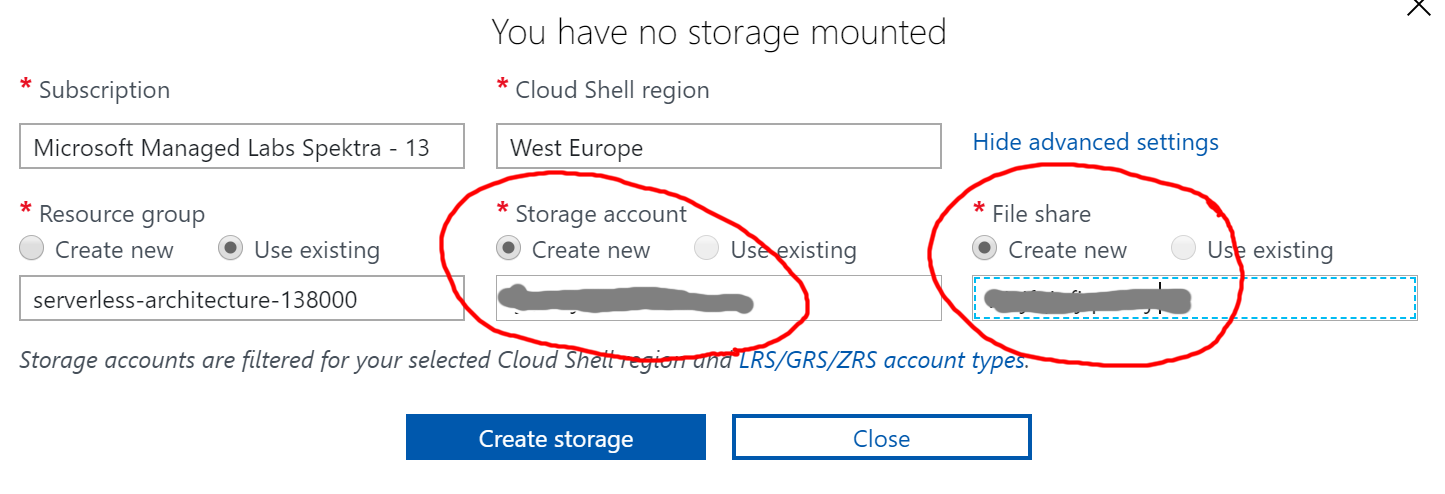 You have no storage mounted
* Subscription
* Cloud Shell region
Microsoft Managed Labs Spektra - 13
West Europe
Hide advanced settings
* Resource group
* Storage account
* File share
Create new Use existing
Create new Use existing
Create new Use existing
serverless-architecture-138000
Storage accounts are filtered for your selected Cloud Shell region and LRS/GRS/ZRS account types.
Create storage
Close